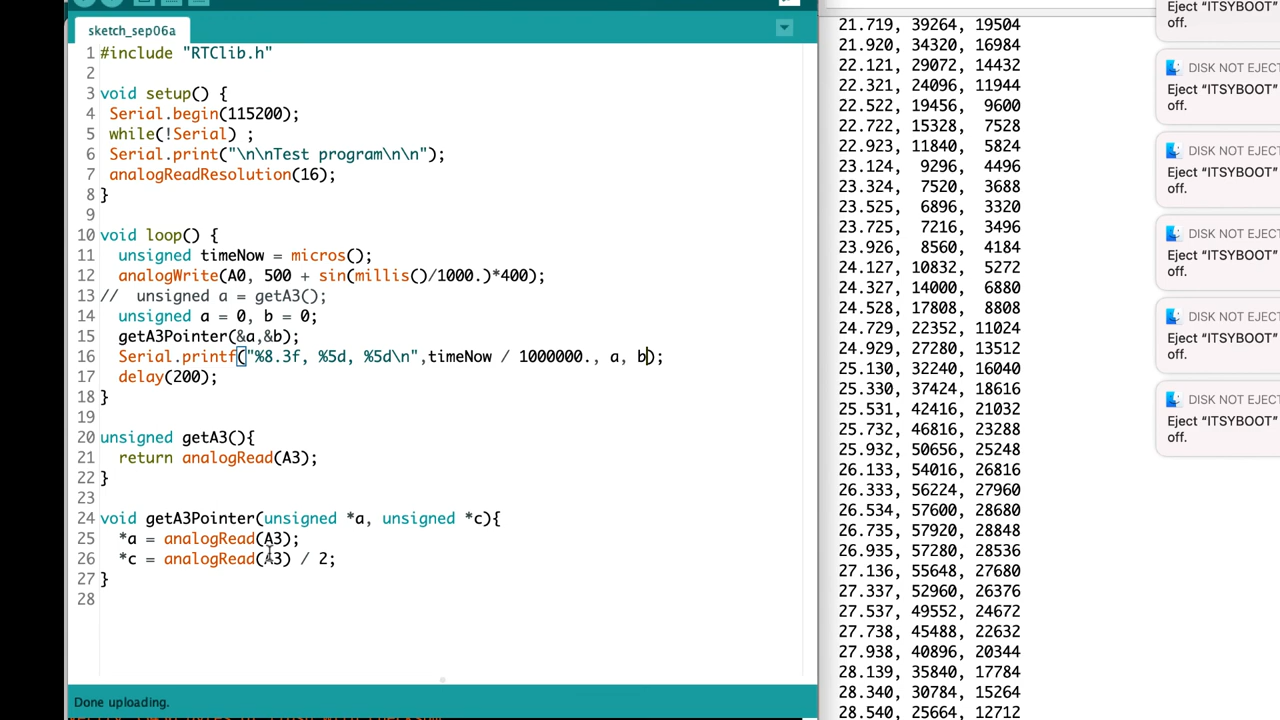 sketch_sep06a
1 #include "RTClib.h"
2
3 void setup() {
4 Serial.begin(115200);
5 while(!Serial) ;
6 Serial.print("\n\nTest program\n\n");
7 analogReadResolution(16);
8 }
9
10 void loop() {
11 unsigned timeNow = micros();
12 analogWrite(A0, 500 + sin(millis()/1000.)*400);
13 // unsigned a = getA3();
14 unsigned a = 0, b = 0;
15 getA3Pointer(&a,&b);
16 Serial.printf("%8.3f, %5d, %5d\n",timeNow / 1000000., a, b);
17 delay(200);
18 }
19
20 unsigned getA3(){
21 return analogRead(A3);
22 }
23
24 void getA3Pointer(unsigned *a, unsigned *c){
25 *a = analogRead(A3);
26 *c = analogRead(A3) / 2;
27 }
28
Done uploading.
21.719, 39264, 19504
21.920, 34320, 16984
22.121, 29072, 14432
22.321, 24096, 11944
22.522, 19456, 9600
22.722, 15328, 7528
22.923, 11840, 5824
23.124, 9296, 4496
23.324, 7520, 3688
23.525, 6896, 3320
23.725, 7216, 3496
23.926, 8560, 4184
24.127, 10832, 5272
24.327, 14000, 6880
24.528, 17808, 8808
24.729, 22352, 11024
24.929, 27280, 13512
25.130, 32240, 16040
25.330, 37424, 18616
25.531, 42416, 21032
25.732, 46816, 23288
25.932, 50656, 25248
26.133, 54016, 26816
26.333, 56224, 27960
26.534, 57600, 28680
26.735, 57920, 28848
26.935, 57280, 28536
27.136, 55648, 27680
27.337, 52960, 26376
27.537, 49552, 24672
27.738, 45488, 22632
27.938, 40896, 20344
28.139, 35840, 17784
28.340, 30784, 15264
28.540, 25664, 12712
Eject “ITSYBOOT”
off.
DISK NOT EJECT
Eject “ITSYBOOT”
off.
DISK NOT EJECT
Eject “ITSYBOOT”
off.
DISK NOT EJECT
Eject “ITSYBOOT”
off.
DISK NOT EJECT
Eject “ITSYBOOT”
off.
DISK NOT EJECT
Eject “ITSYBOOT”
off.